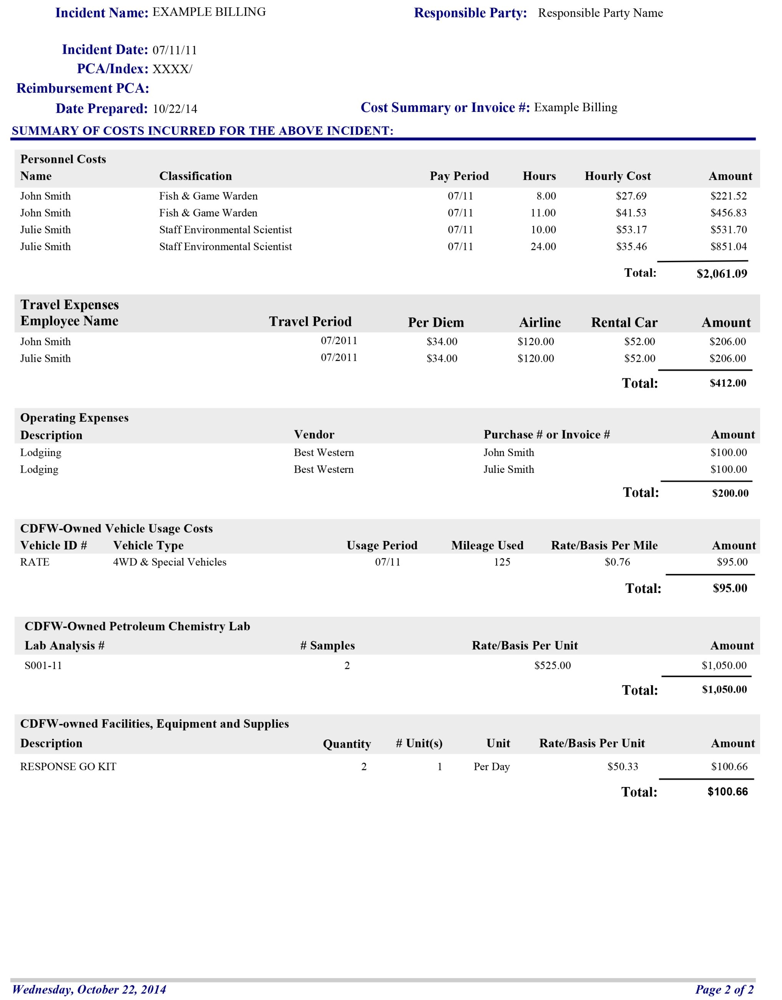 Incident Name: EXAMPLE BILLING Responsible Party: Responsible Party Name
Incident Date: 07/11/11
PCA/Index: XXXX/
Reimbursement PCA:
Date Prepared: 10/22/14 Cost Summary or Invoice #: Example Billing
SUMMARY OF COSTS INCURRED FOR THE ABOVE INCIDENT:
Personnel Costs
Name Classification Pay Period Hours Hourly Cost Amount
John Smith Fish & Game Warden 07/11 8.00 $27.69 $221.52
John Smith Fish & Game Warden 07/11 11.00 $41.53 $456.83
Julie Smith Staff Environmental Scientist 07/11 10.00 $53.17 $531.70
Julie Smith Staff Environmental Scientist 07/11 24.00 $35.46 $851.04
Total: $2,061.09
Travel Expenses
Employee Name Travel Period Per Diem Airline Rental Car Amount
John Smith 07/2011 $34.00 $120.00 $52.00 $206.00
Julie Smith 07/2011 $34.00 $120.00 $52.00 $206.00
Total: $412.00
Operating Expenses
Description Vendor Purchase # or Invoice # Amount
Lodgiing Best Western John Smith $100.00
Lodging Best Western Julie Smith $100.00
Total: $200.00
CDFW-Owned Vehicle Usage Costs
Vehicle ID # Vehicle Type Usage Period Mileage Used Rate/Basis Per Mile Amount
RATE 4WD & Special Vehicles 07/11 125 $0.76 $95.00
Total: $95.00
CDFW-Owned Petroleum Chemistry Lab
Lab Analysis # # Samples Rate/Basis Per Unit Amount
S001-11 2 $525.00 $1,050.00
Total: $1,050.00
CDFW-owned Facilities, Equipment and Supplies
Description Quantity # Unit(s) Unit Rate/Basis Per Unit Amount
RESPONSE GO KIT 2 1 Per Day $50.33 $100.66
Total: $100.66
Wednesday, October 22, 2014 Page 2 of 2